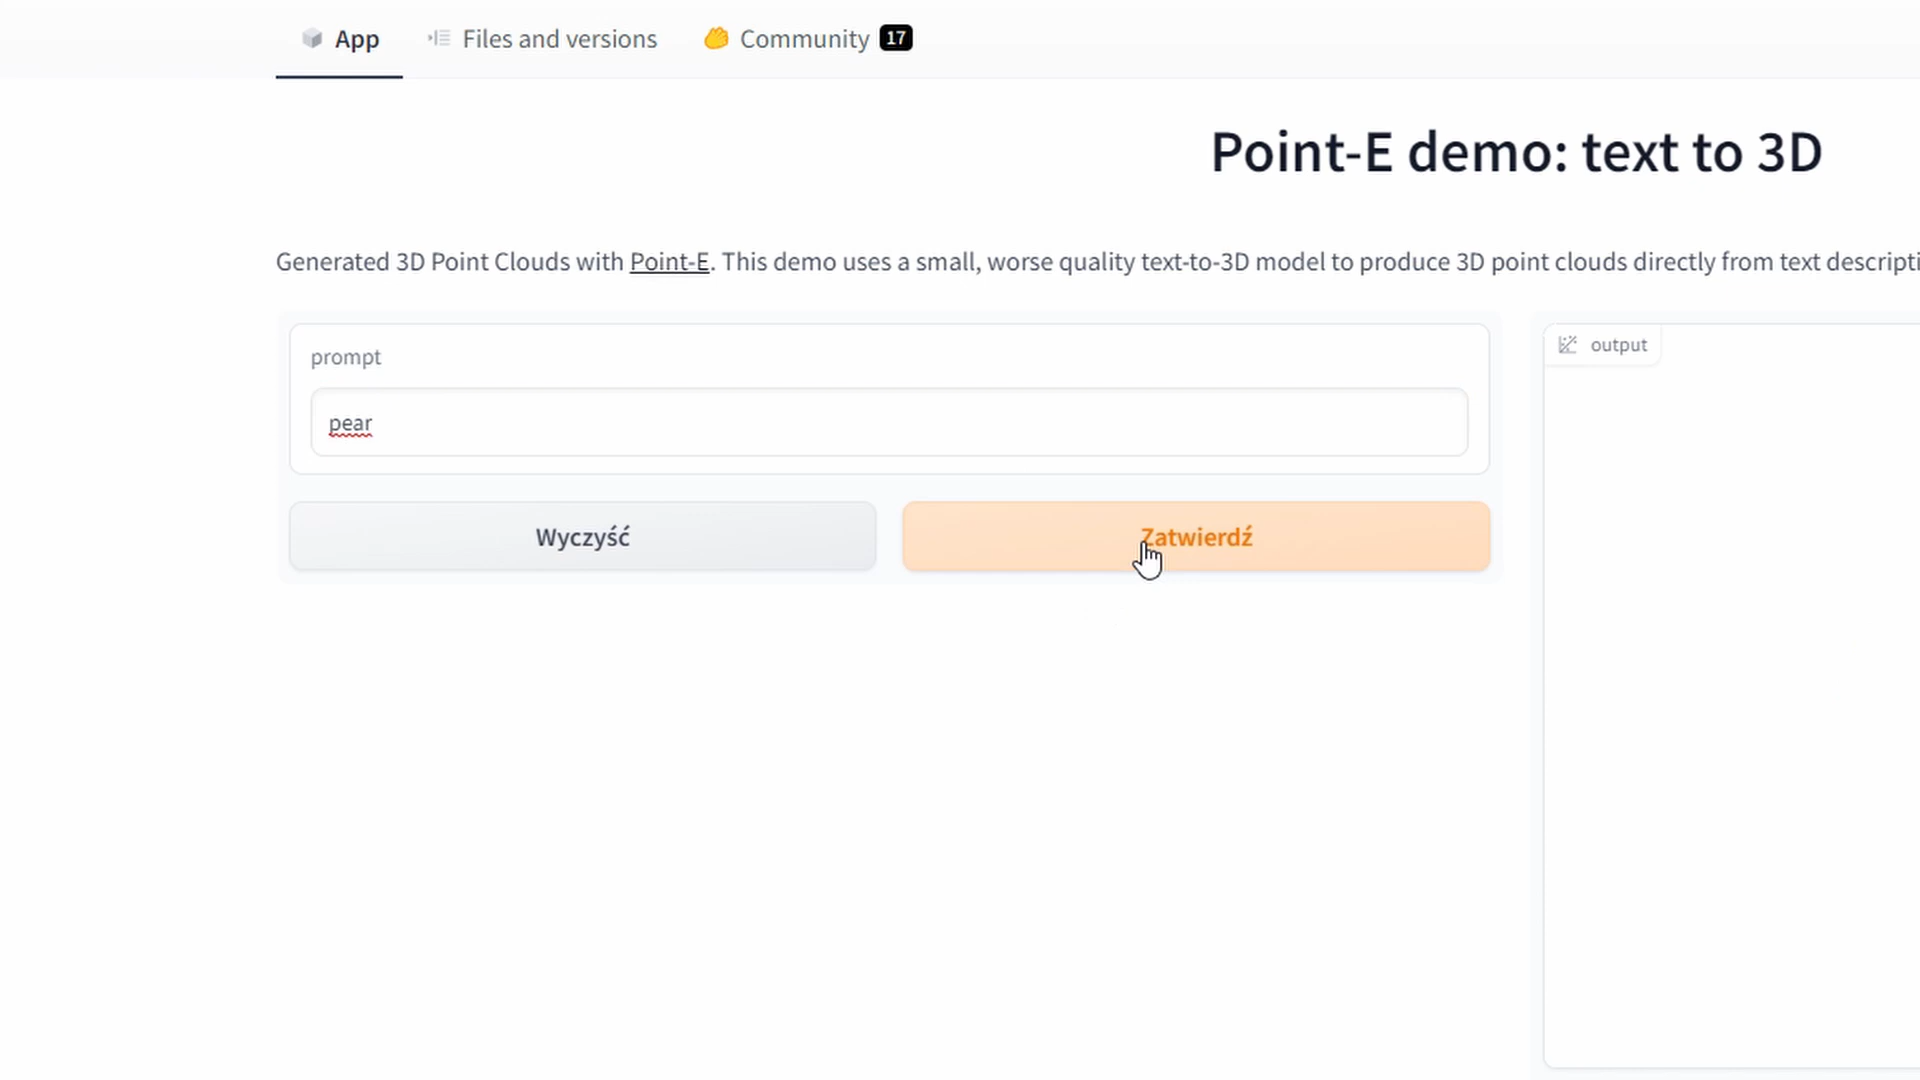 App Files and versions Community 17
Point-E demo: text to 3D
Generated 3D Point Clouds with Point-E. This demo uses a small, worse quality text-to-3D model to produce 3D point clouds directly from text
prompt
pear
Wyczyść Zatwierdź
output